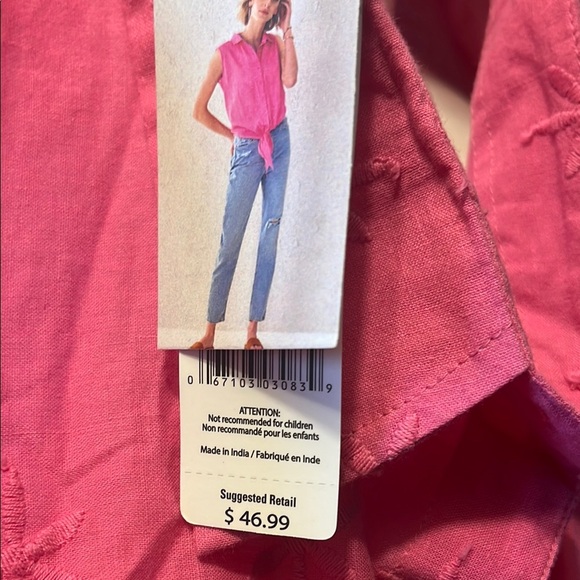 0 67103 03083 9
ATTENTION:
Not recommended for children
Non recommandé pour les enfants
Made in India / Fabriqué en Inde
Suggested Retail
$ 46.99